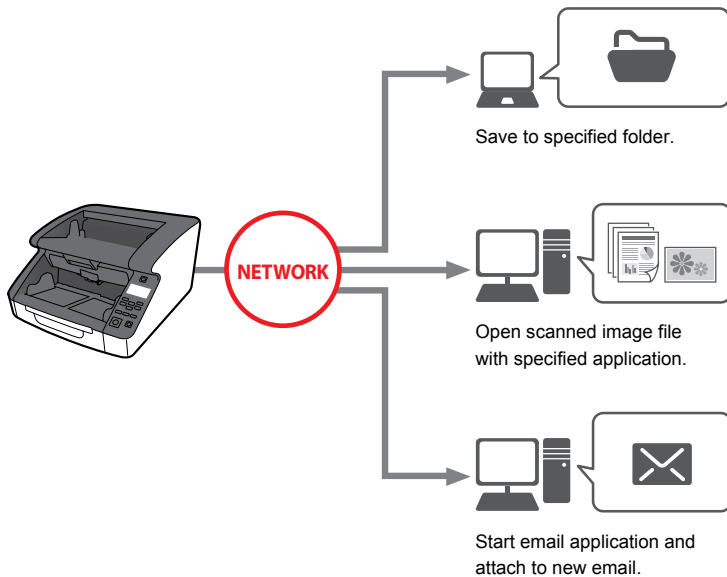 Save to specified folder.
NETWORK
Open scanned image file
with specified application.
Start email application and
attach to new email.